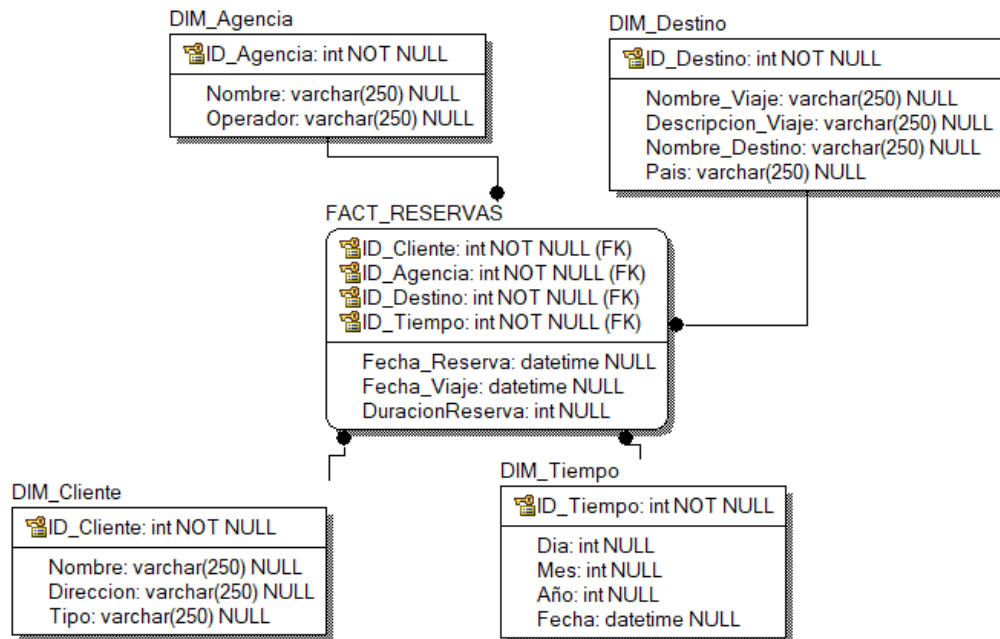 DIM_Agencia
ID_Agencia: int NOT NULL
Nombre: varchar(250) NULL
Operador: varchar(250) NULL
DIM_Destino
ID_Destino: int NOT NULL
Nombre_Viaje: varchar(250) NULL
Descripcion_Viaje: varchar(250) NULL
Nombre_Destino: varchar(250) NULL
Pais: varchar(250) NULL
FACT_RESERVAS
ID_Cliente: int NOT NULL (FK)
ID_Agencia: int NOT NULL (FK)
ID_Destino: int NOT NULL (FK)
ID_Tiempo: int NOT NULL (FK)
Fecha_Reserva: datetime NULL
Fecha_Viaje: datetime NULL
DuracionReserva: int NULL
DIM_Cliente
ID_Cliente: int NOT NULL
Nombre: varchar(250) NULL
Direccion: varchar(250) NULL
Tipo: varchar(250) NULL
DIM_Tiempo
ID_Tiempo: int NOT NULL
Dia: int NULL
Mes: int NULL
Año: int NULL
Fecha: datetime NULL